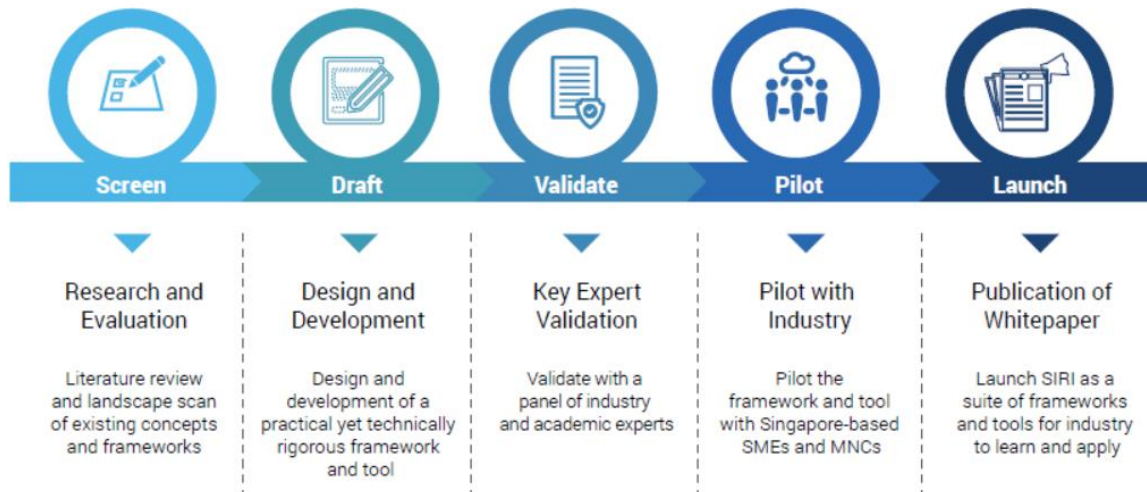 Screen
Draft
Validate
Pilot
Launch
Research and
Evaluation
Literature review
and landscape scan
of existing concepts
and frameworks
Design and
Development
Design and
development of a
practical yet technically
rigorous framework
and tool
Key Expert
Validation
Validate with a
panel of industry
and academic experts
Pilot with
Industry
Pilot the
framework and tool
with Singapore-based
SMEs and MNCs
Publication of
Whitepaper
Launch SIRI as a
suite of frameworks
and tools for industry
to learn and apply